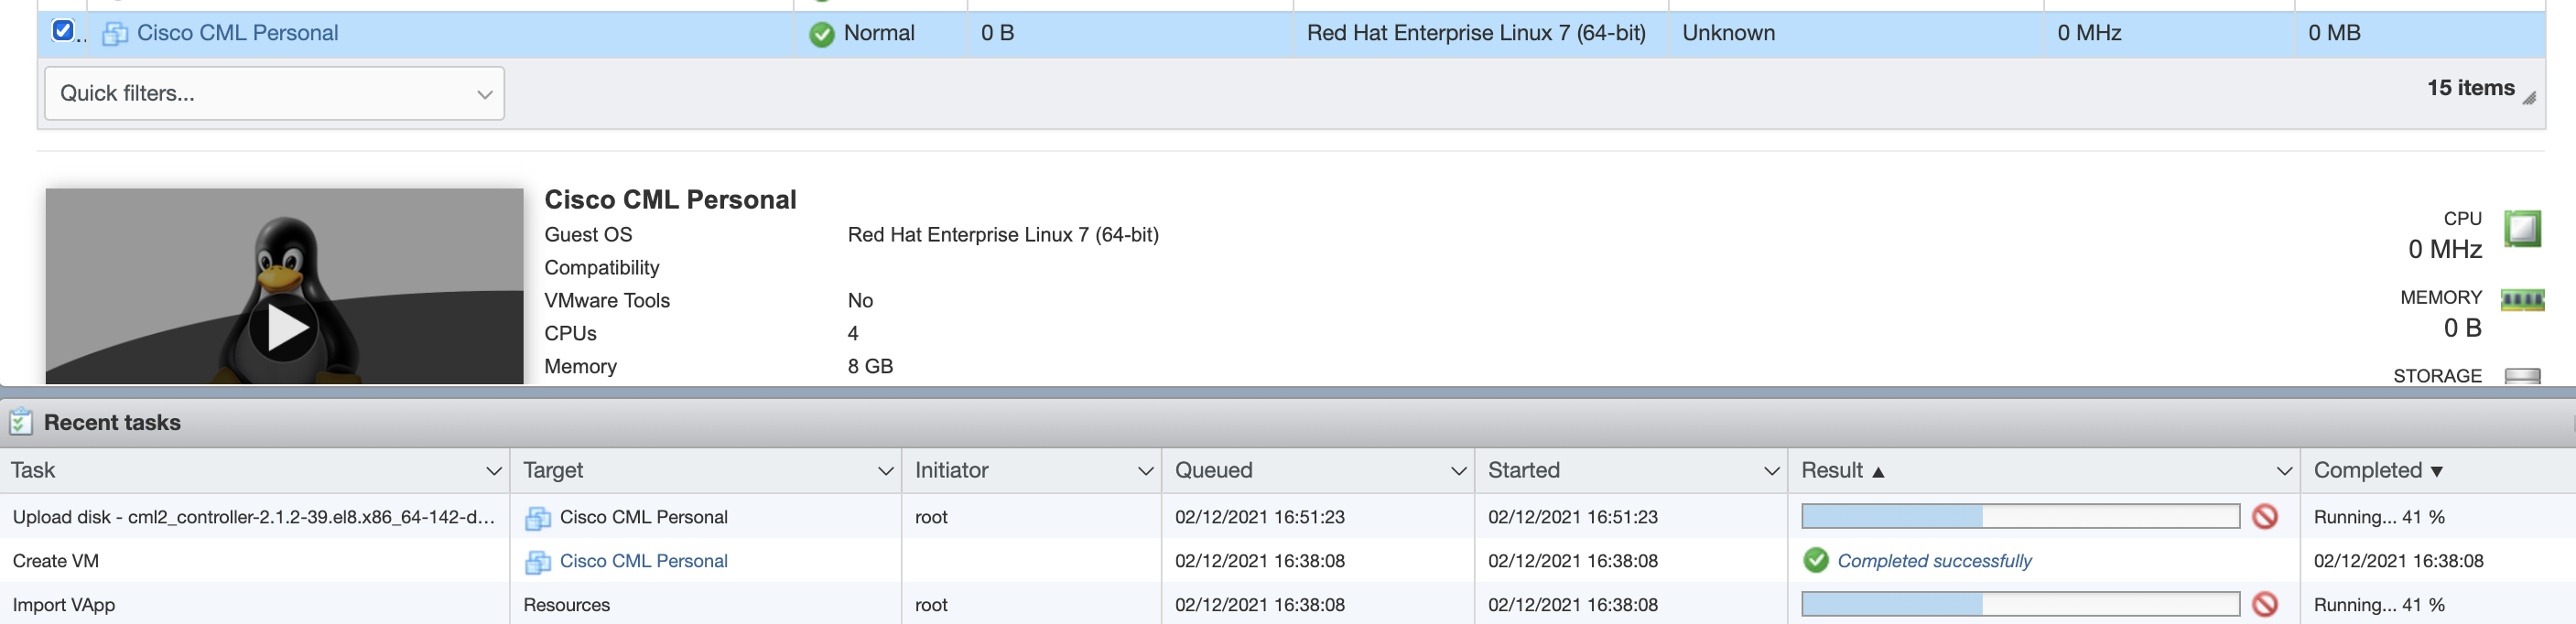 Cisco CML Personal Normal 0 B Red Hat Enterprise Linux 7 (64-bit) Unknown 0 MHz 0 MB
Quick filters... 15 items
Cisco CML Personal
Guest OS Red Hat Enterprise Linux 7 (64-bit)
Compatibility
VMware Tools No
CPUs 4
Memory 8 GB
CPU
0 MHz
MEMORY
0 B
STORAGE
Recent tasks
Task Target Initiator Queued Started Result ▲ Completed ▼
Upload disk - cml2_controller-2.1.2-39.el8.x86_64-142-d... Cisco CML Personal root 02/12/2021 16:51:23 02/12/2021 16:51:23 Running... 41 %
Create VM Cisco CML Personal 02/12/2021 16:38:08 02/12/2021 16:38:08 Completed successfully 02/12/2021 16:38:08
Import VApp Resources root 02/12/2021 16:38:08 02/12/2021 16:38:08 Running... 41 %